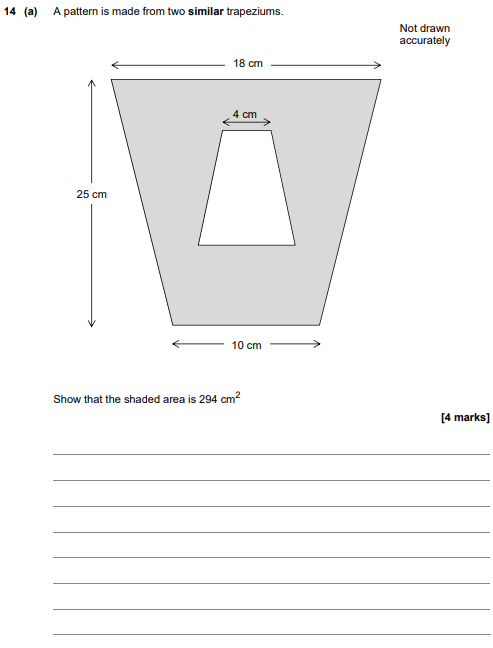 14 (a) A pattern is made from two similar trapeziums.
Not drawn
accurately
18 cm
4 cm
25 cm
10 cm
Show that the shaded area is 294 cm²
[4 marks]